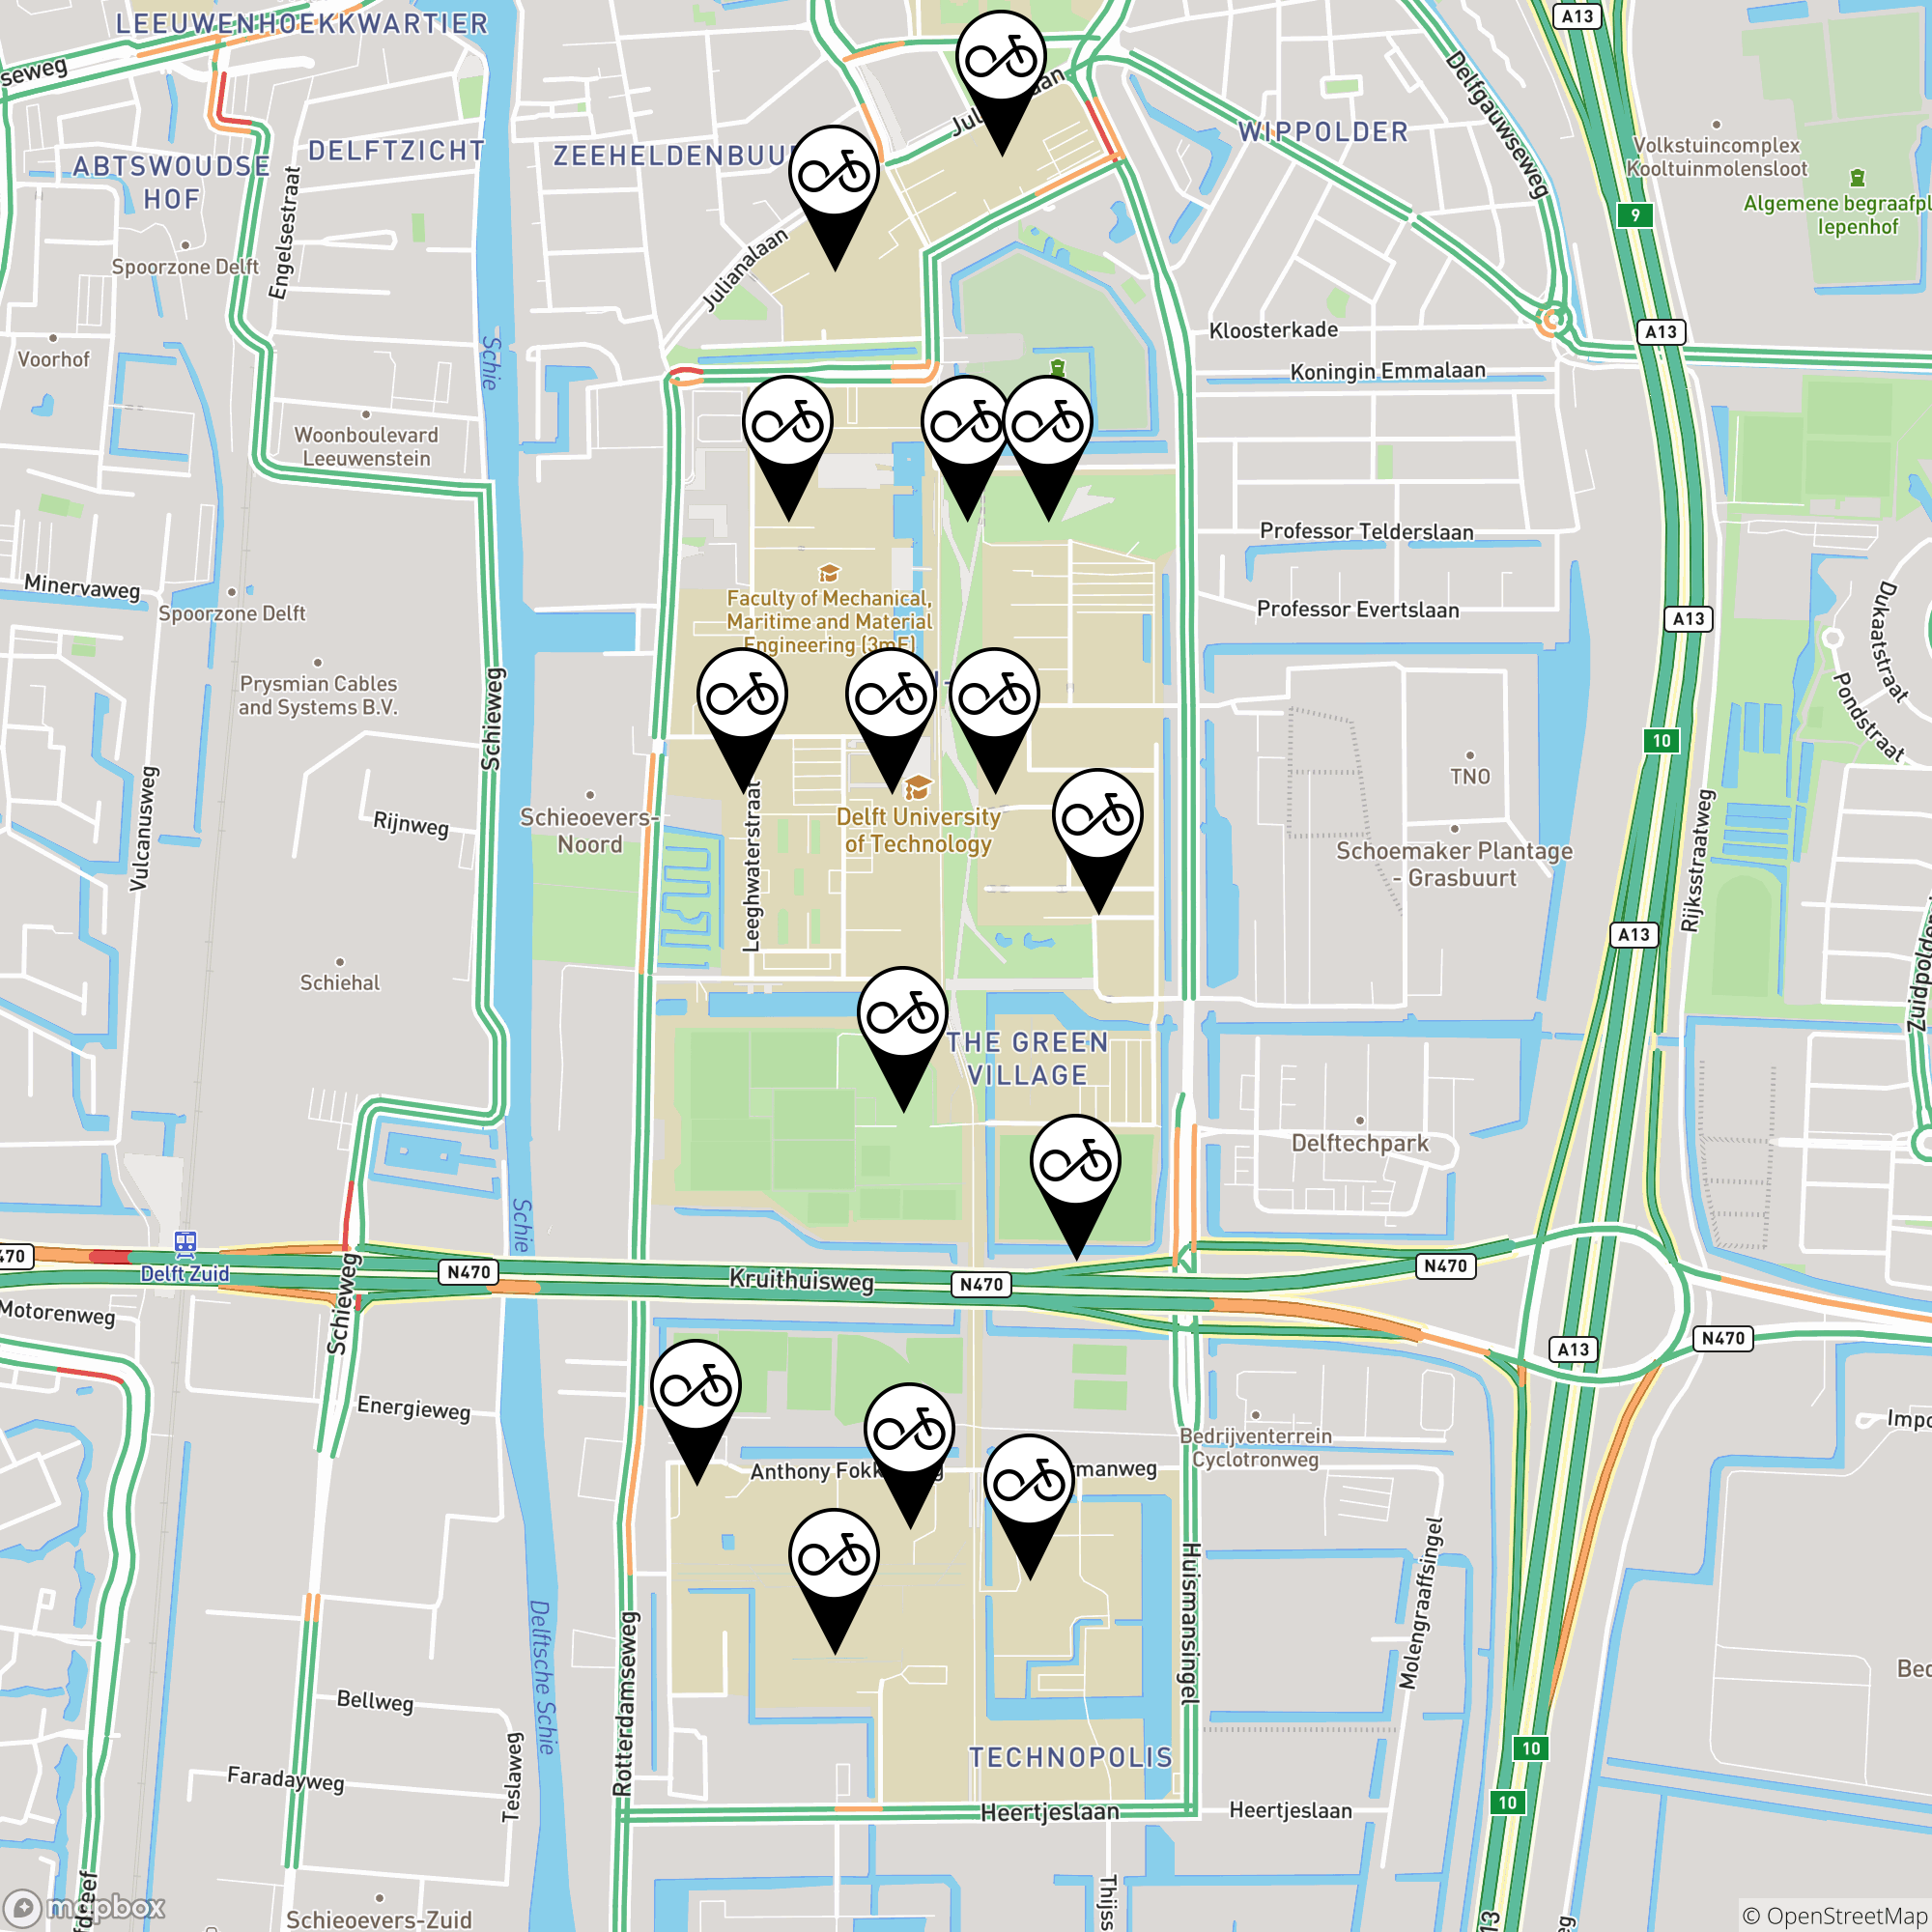 LEEUWENHOEKKWARTIER
A13
seweg
Delfgauwseweg
WIPPOLDER
DELFTZICHT
ZEEHELDENBUUR
Volkstuincomplex
Kooltuinmolensloot
ABTSWOUDSE
HOF
Algemene begraafpl
Iepenhof
9
Engelsestraat
Spoorzone Delft
Julianalaan
Kloosterkade
A13
Voorhof
Schie
Koningin Emmalaan
Woonboulevard
Leeuwenstein
Professor Telderslaan
Minervaweg
Spoorzone Delft
Faculty of Mechanical,
Maritime and Material
Engineering (3mE)
Professor Evertslaan
A13
Dukaatstraat
Prysmian Cables
and Systems B.V.
Schieweg
Pondstraat
10
TNO
Vulcanusweg
Rijnweg
Schieoevers-
Noord
Leeghwaterstraat
Delft University
of Technology
Schoemaker Plantage
- Grasbuurt
Rijksstraatweg
A13
Schiehal
Zuidpolder
THE GREEN
VILLAGE
Delftechpark
Schie
470
Delft Zuid
N470
Kruithuisweg
N470
N470
Motorenweg
Schieweg
A13
N470
Energieweg
Bedrijventerrein
Cyclotronweg
Impo
Anthony Fokk
g
rmanweg
Molengraaffsingel
Huismansingel
Delftsche Schie
Rotterdamseweg
Bed
Bellweg
Teslaweg
TECHNOPOLIS
10
Faradayweg
10
Heertjeslaan
Heertjeslaan
Thijss
mapbox
Schieoevers-Zuid
13
© OpenStreetMap